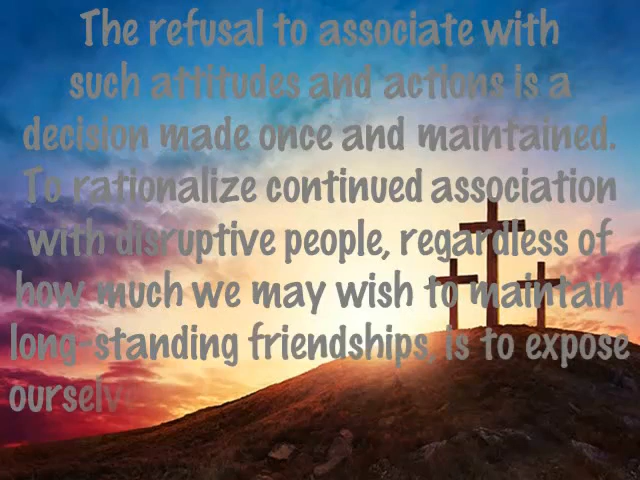 The refusal to associate with
such attitudes and actions is a
decision made once and maintained.
To rationalize continued association
with disruptive people, regardless of
how much we may wish to maintain
long-standing friendships, is to expose
ourselv